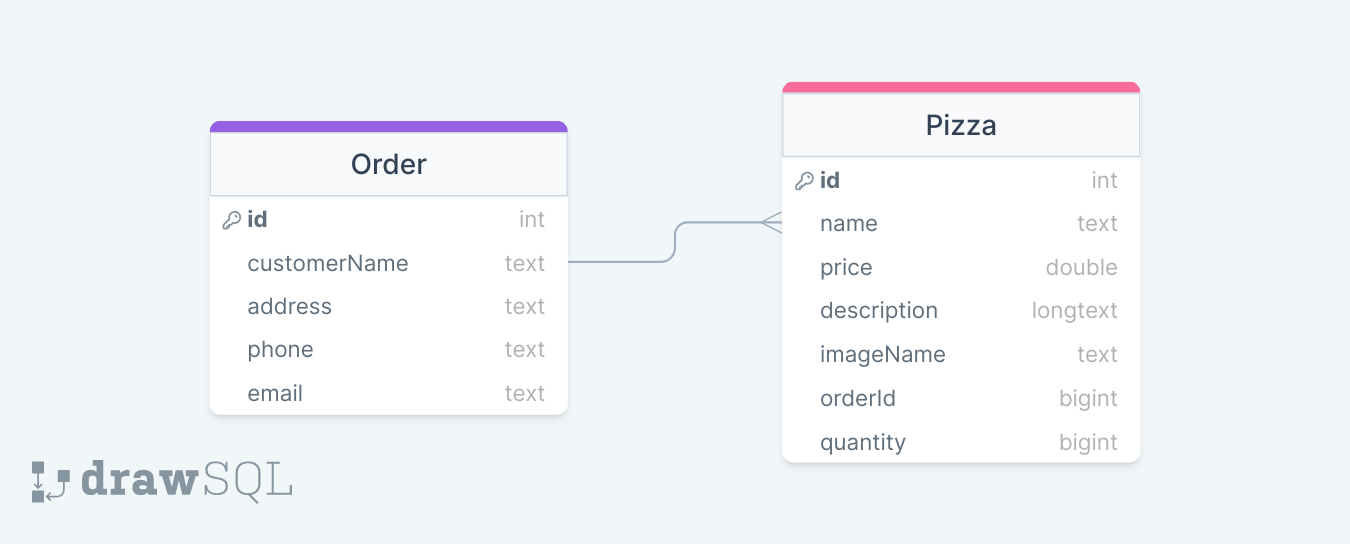 Order
id int
customerName text
address text
phone text
email text
Pizza
id int
name text
price double
description longtext
imageName text
orderId bigint
quantity bigint
drawSQL